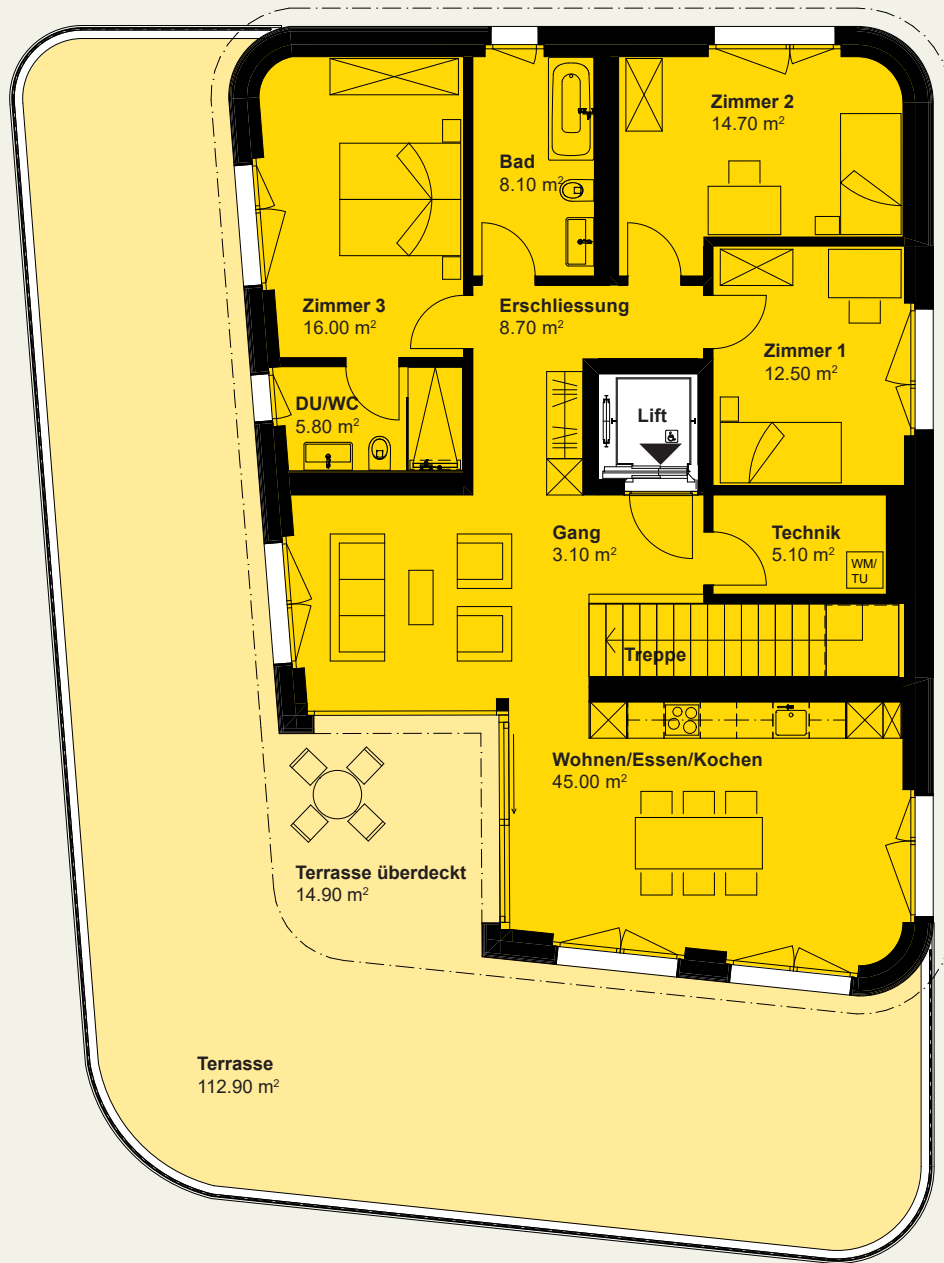 Zimmer 2
14.70 m²
Bad
8.10 m²
Zimmer 3
16.00 m²
Erschliessung
8.70 m²
Zimmer 1
12.50 m²
DU/WC
5.80 m²
Lift
Gang
3.10 m²
Technik
5.10 m²
WM/
TU
Treppe
Wohnen/Essen/Kochen
45.00 m²
Terrasse überdeckt
14.90 m²
Terrasse
112.90 m²